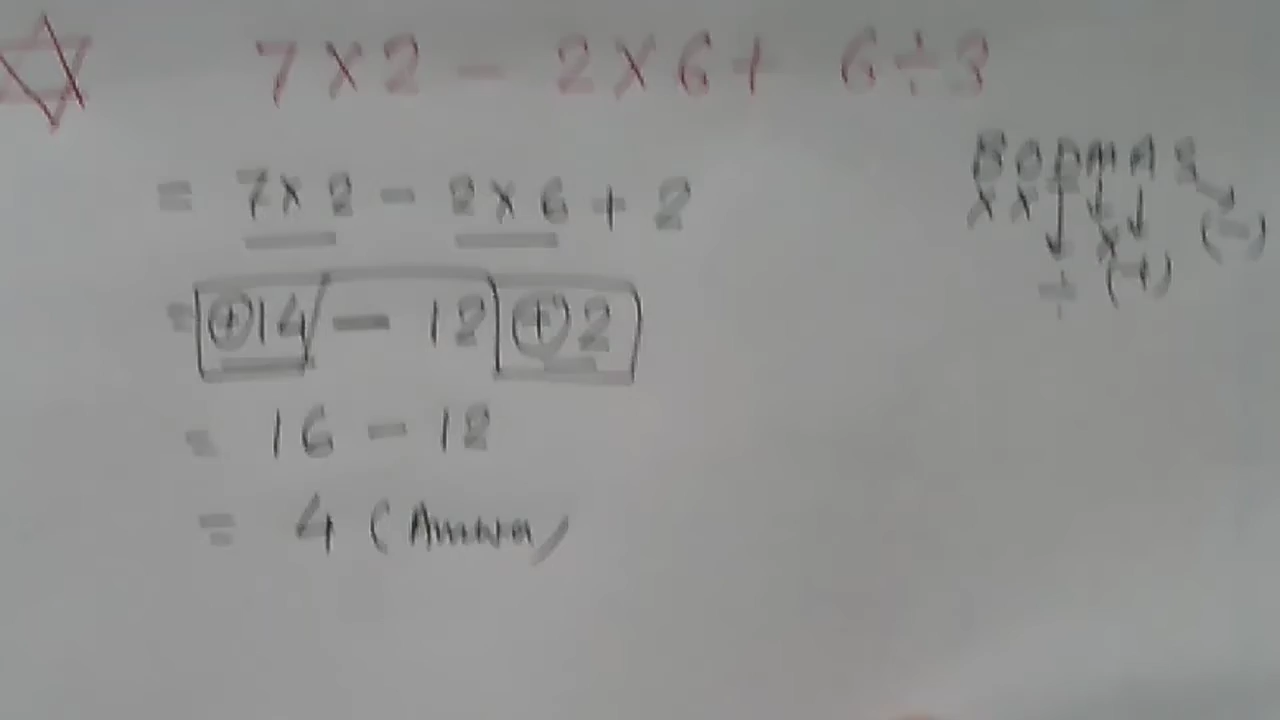 7 × 2 - 2 × 6 + 6 ÷ 3
BODMAS
× × ÷ × (+) (-)
= 7 × 2 - 2 × 6 + 2
= +14 - 12 + 2
= 16 - 12
= 4 (Answer)